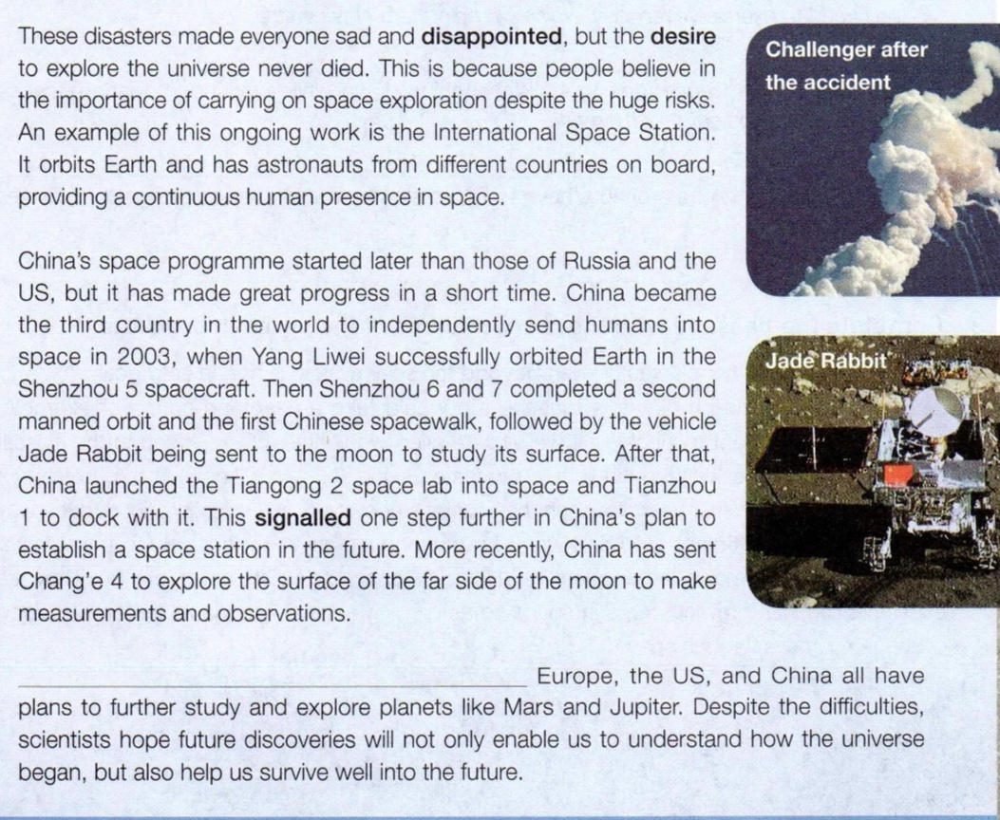 These disasters made everyone sad and disappointed, but the desire
to explore the universe never died. This is because people believe in
the importance of carrying on space exploration despite the huge risks.
An example of this ongoing work is the International Space Station.
It orbits Earth and has astronauts from different countries on board,
providing a continuous human presence in space.
China's space programme started later than those of Russia and the
US, but it has made great progress in a short time. China became
the third country in the world to independently send humans into
space in 2003, when Yang Liwei successfully orbited Earth in the
Shenzhou 5 spacecraft. Then Shenzhou 6 and 7 completed a second
manned orbit and the first Chinese spacewalk, followed by the vehicle
Jade Rabbit being sent to the moon to study its surface. After that,
China launched the Tiangong 2 space lab into space and Tianzhou
1 to dock with it. This signalled one step further in China's plan to
establish a space station in the future. More recently, China has sent
Chang'e 4 to explore the surface of the far side of the moon to make
measurements and observations.
Europe, the US, and China all have
plans to further study and explore planets like Mars and Jupiter. Despite the difficulties,
scientists hope future discoveries will not only enable us to understand how the universe
began, but also help us survive well into the future.
Challenger after
the accident
Jade Rabbit